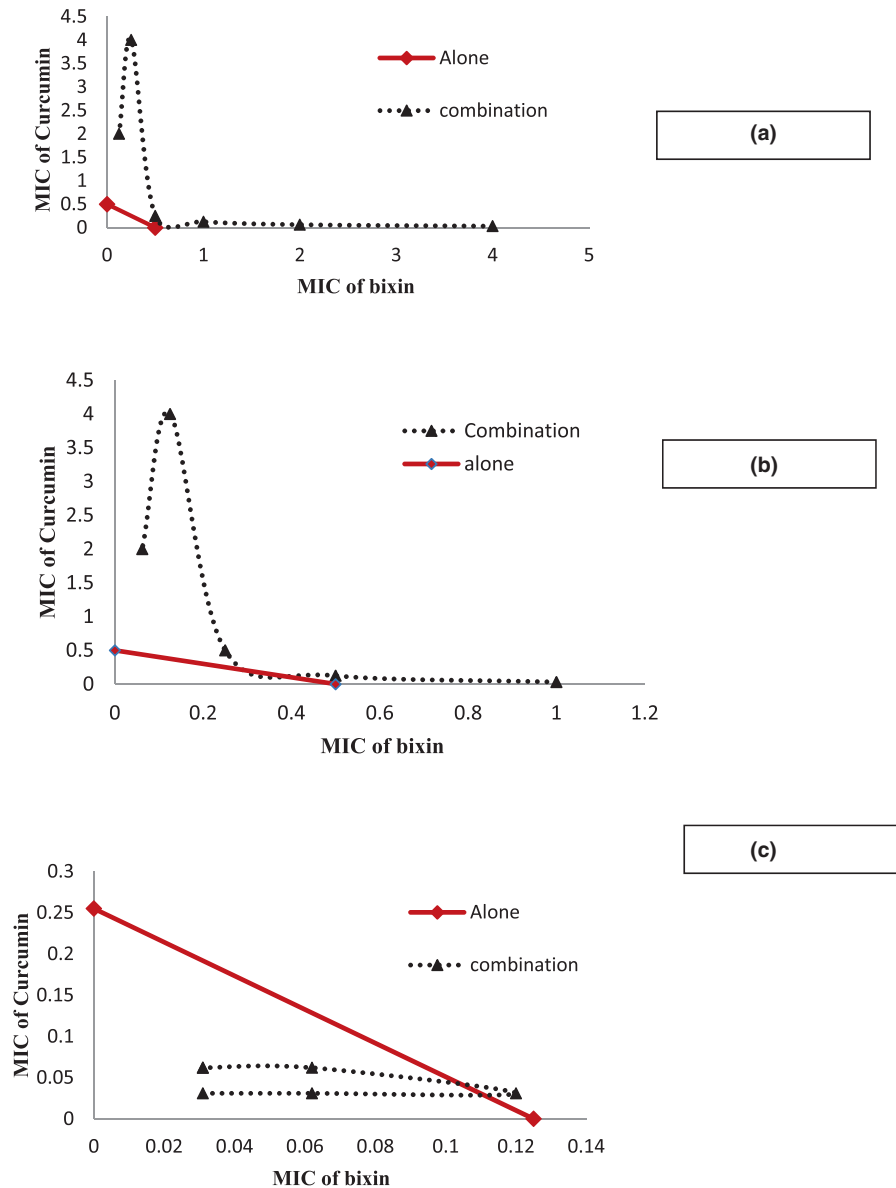 4.5
4
3.5
3
2.5
2
1.5
1
0.5
0
0 1 2 3 4 5
MIC of Curcumin
MIC of bixin
Alone
combination
(a)
4.5
4
3.5
3
2.5
2
1.5
1
0.5
0
0 0.2 0.4 0.6 0.8 1 1.2
MIC of Curcumin
MIC of bixin
Combination
alone
(b)
0.3
0.25
0.2
0.15
0.1
0.05
0
0 0.02 0.04 0.06 0.08 0.1 0.12 0.14
MIC of Curcumin
MIC of bixin
Alone
combination
(c)